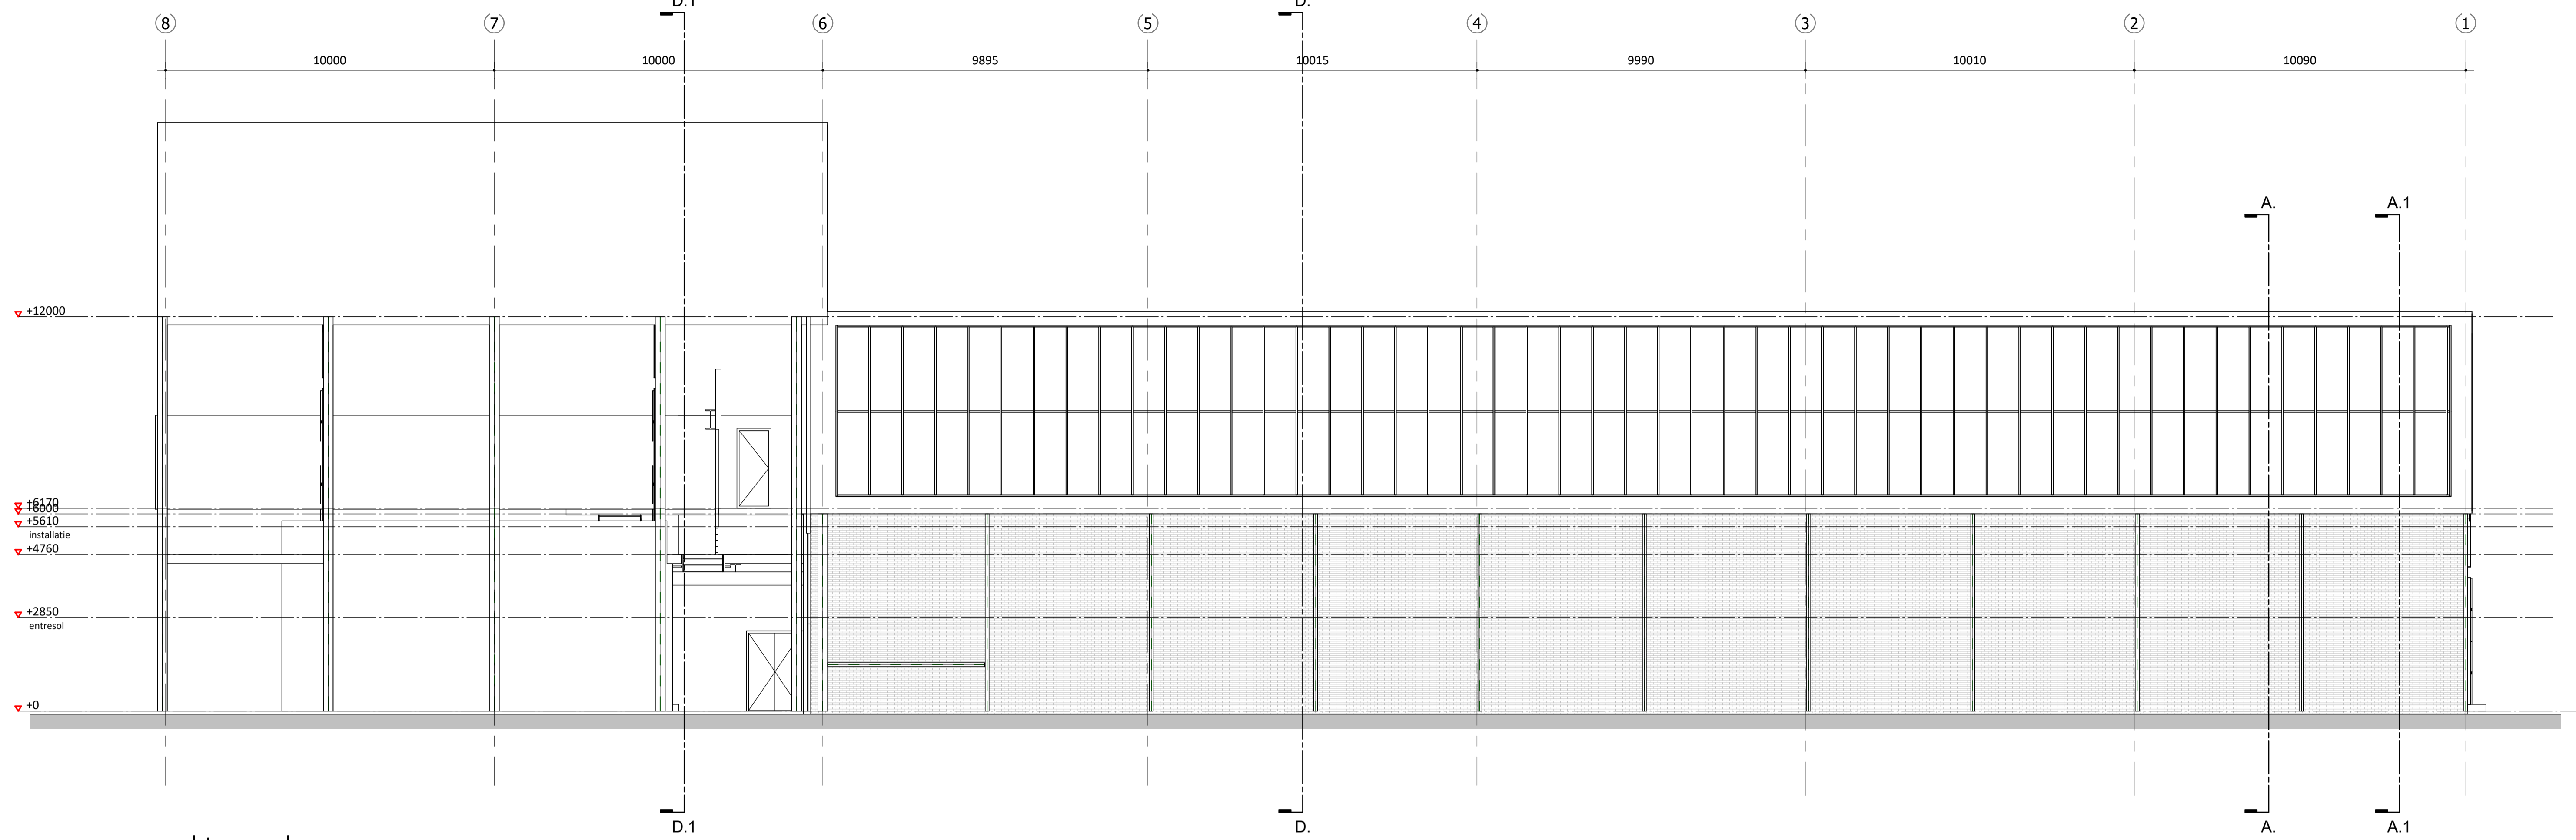 D.1 D.
8 7 6 5 4 3 2 1
10000 10000 9895 10015 9990 10010 10090
A. A.1
+12000
+6170
+6000
+5610
installatie
+4760
+2850
entresol
+0
D.1 D. A. A.1